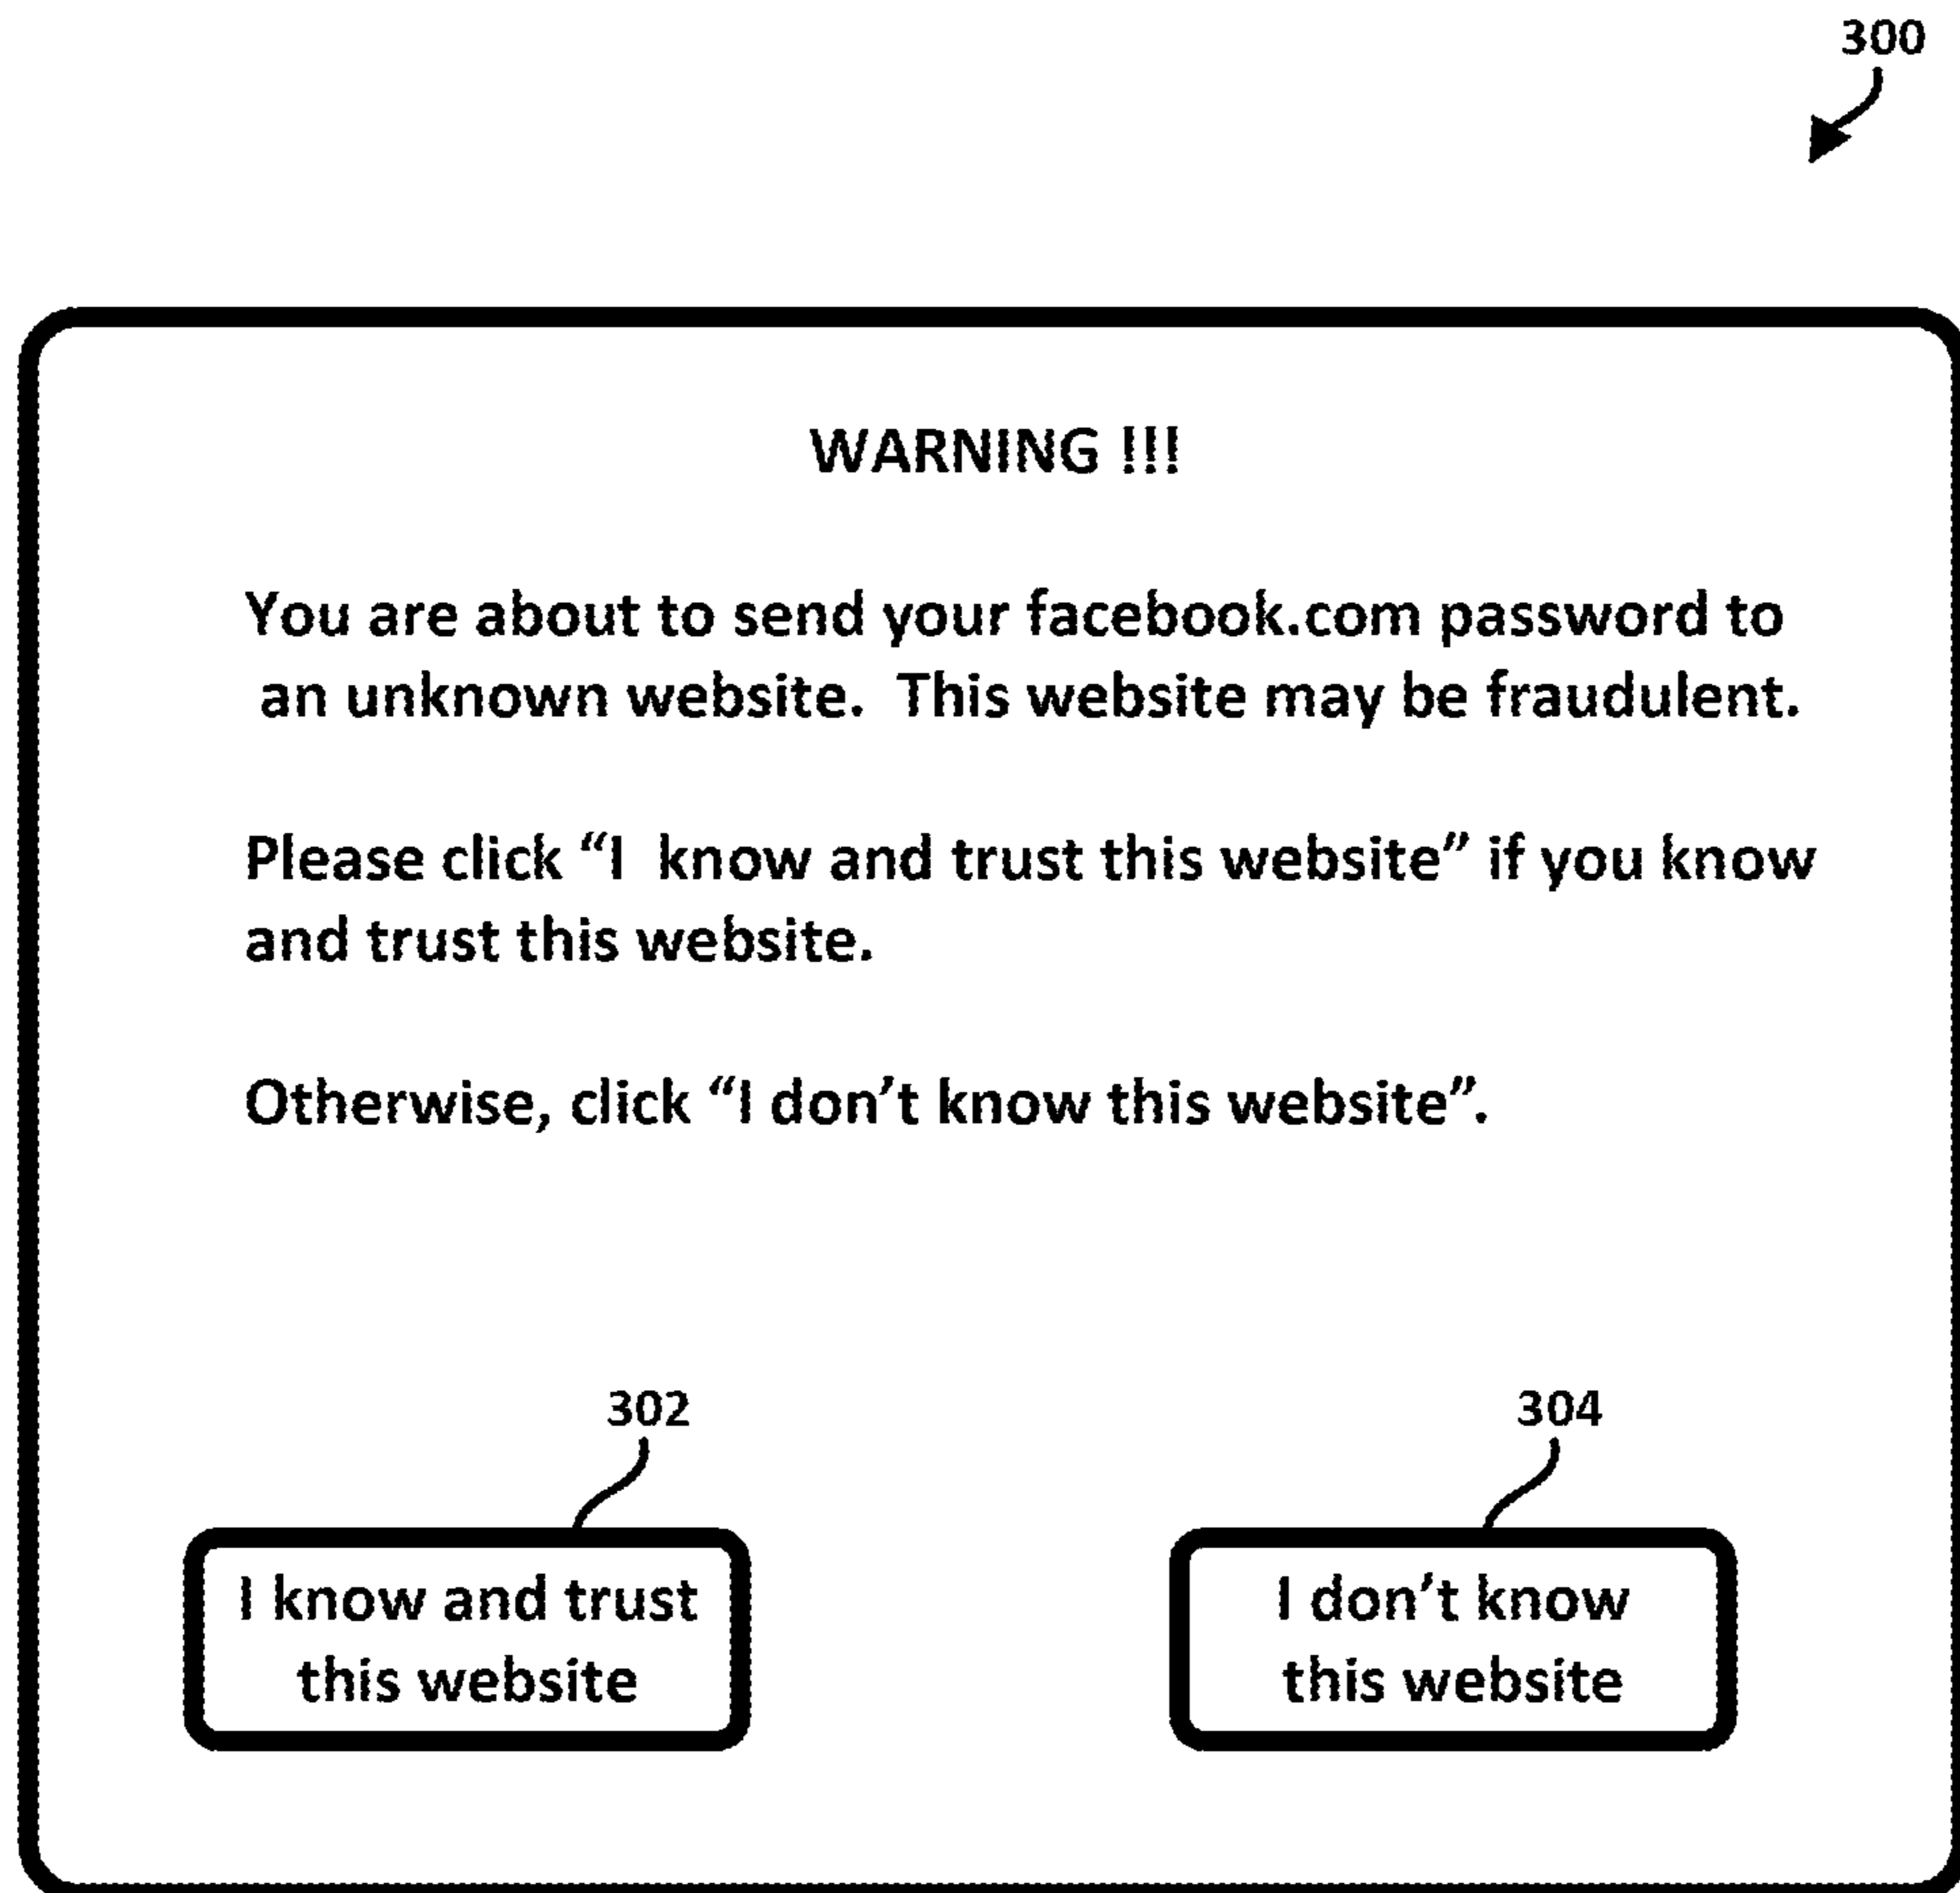 300
WARNING !!!
You are about to send your facebook.com password to
an unknown website.  This website may be fraudulent.
Please click “I  know and trust this website” if you know
and trust this website.
Otherwise, click “I don’t know this website”.
302
304
I know and trust
this website
I don’t know
this website